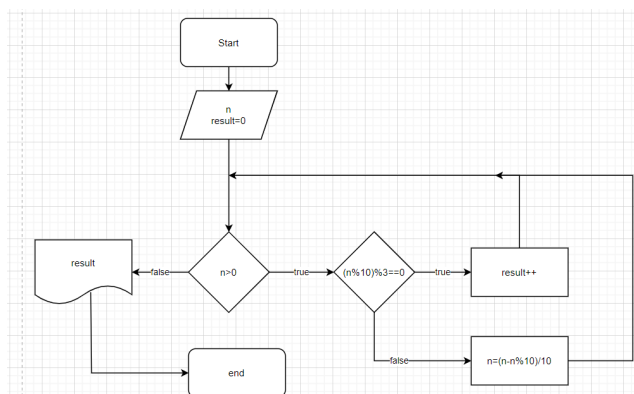 Start
n
result=0
result
false
n>0
true
(n%10)%3==0
true
result++
false
n=(n-n%10)/10
end